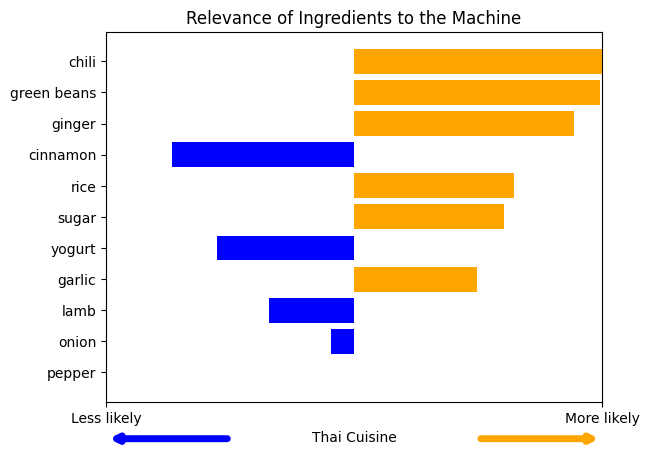 Relevance of Ingredients to the Machine
chili
green beans
ginger
cinnamon
rice
sugar
yogurt
garlic
lamb
onion
pepper
Less likely
More likely
Thai Cuisine